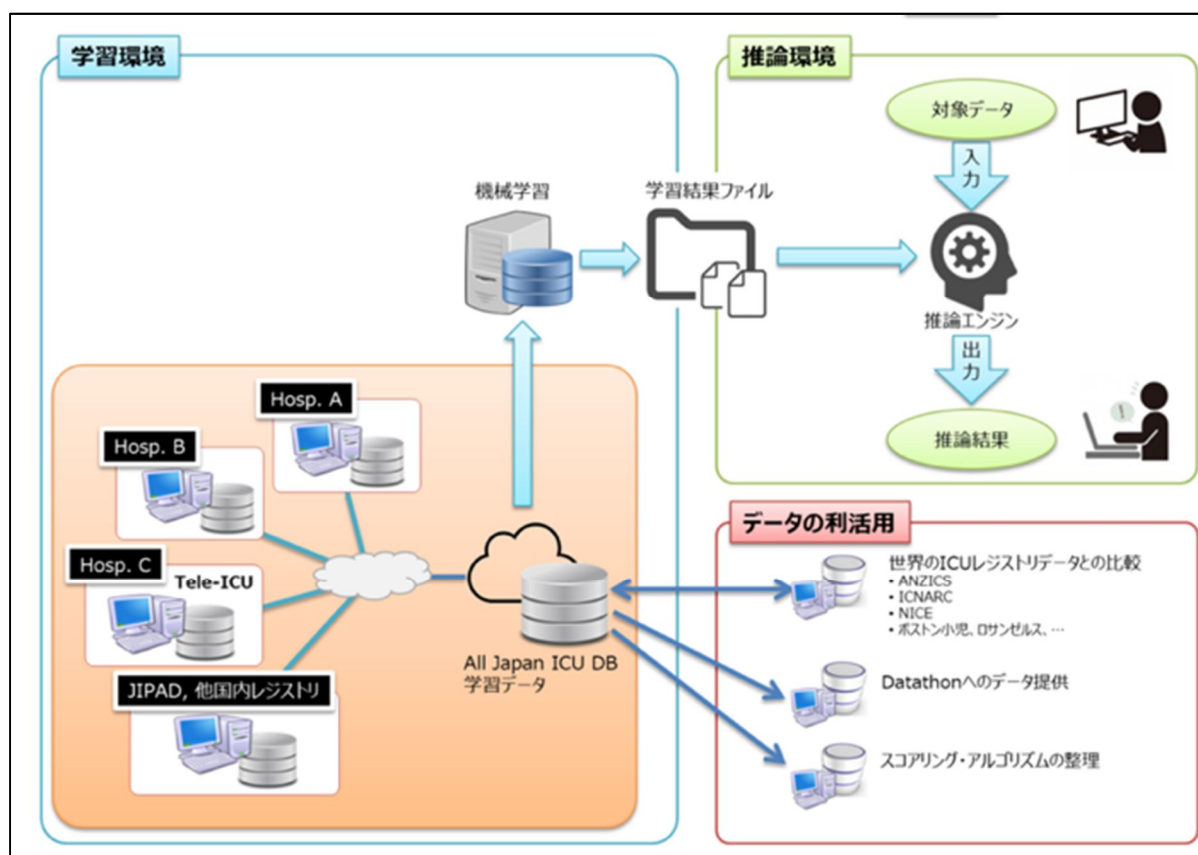 学習環境
機械学習
学習結果ファイル
Hosp. A
Hosp. B
Hosp. C
Tele-ICU
JIPAD, 他国内レジストリ
All Japan ICU DB
学習データ
推論環境
対象データ
入力
推論エンジン
出力
推論結果
データの利活用
世界のICUレジストリデータとの比較
• ANZICS
• ICNARC
• NICE
• ボストン小児、ロサンゼルス、…
Datathonへのデータ提供
スコアリング・アルゴリズムの整理